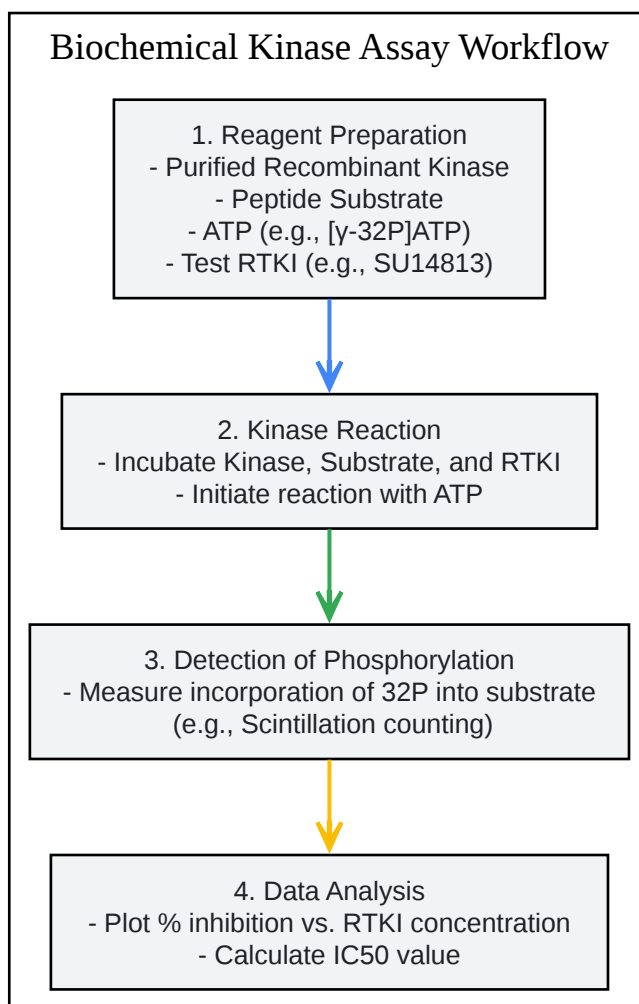 Biochemical Kinase Assay Workflow
1. Reagent Preparation
- Purified Recombinant Kinase
- Peptide Substrate
- ATP (e.g., [γ-32P]ATP)
- Test RTKI (e.g., SU14813)
2. Kinase Reaction
- Incubate Kinase, Substrate, and RTKI
- Initiate reaction with ATP
3. Detection of Phosphorylation
- Measure incorporation of 32P into substrate
(e.g., Scintillation counting)
4. Data Analysis
- Plot % inhibition vs. RTKI concentration
- Calculate IC50 value